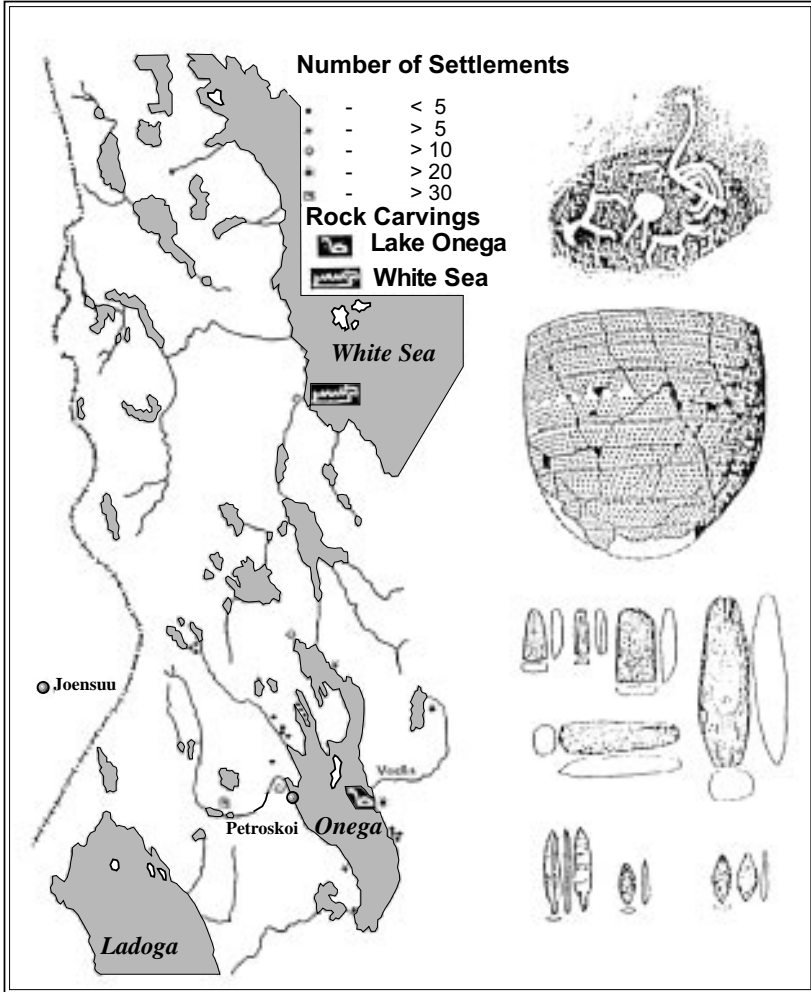 Number of Settlements
- < 5
- > 5
- > 10
- > 20
- > 30
Rock Carvings
Lake Onega
White Sea
White Sea
Joensuu
Petroskoi
Onega
Ladoga